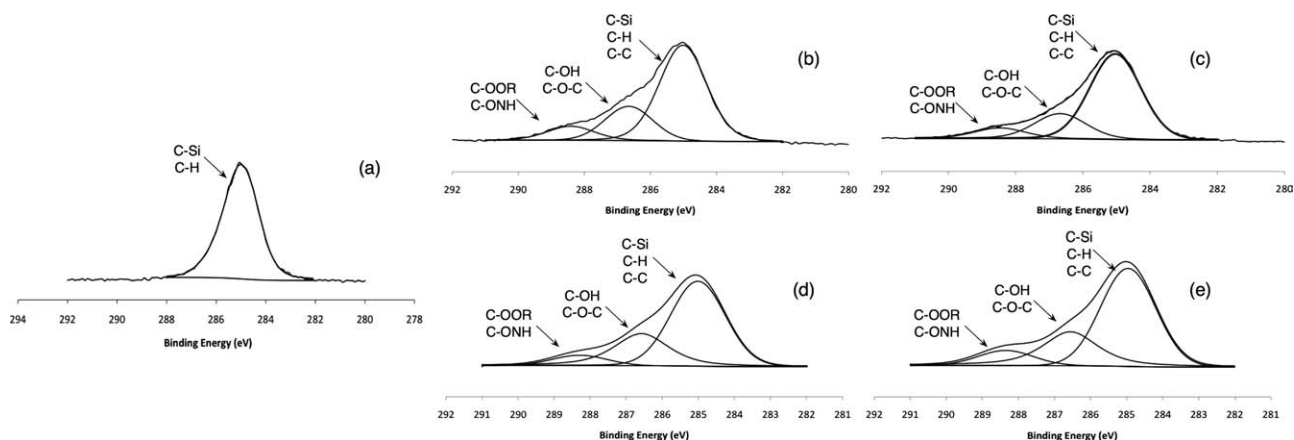 C-Si
C-H
(a)
294 292 290 288 286 284 282 280 278
Binding Energy (eV)
C-Si
C-H
C-C
C-OH
C-O-C
C-OOR
C-ONH
(b)
292 290 288 286 284 282 280
Binding Energy (eV)
C-Si
C-H
C-C
C-OH
C-O-C
C-OOR
C-ONH
(c)
292 290 288 286 284 282 280
Binding Energy (eV)
C-Si
C-H
C-C
C-OH
C-O-C
C-OOR
C-ONH
(d)
291 290 289 288 287 286 285 284 283 282 281
Binding Energy (eV)
C-Si
C-H
C-C
C-OH
C-O-C
C-OOR
C-ONH
(e)
291 290 289 288 287 286 285 284 283 282 281
Binding Energy (eV)